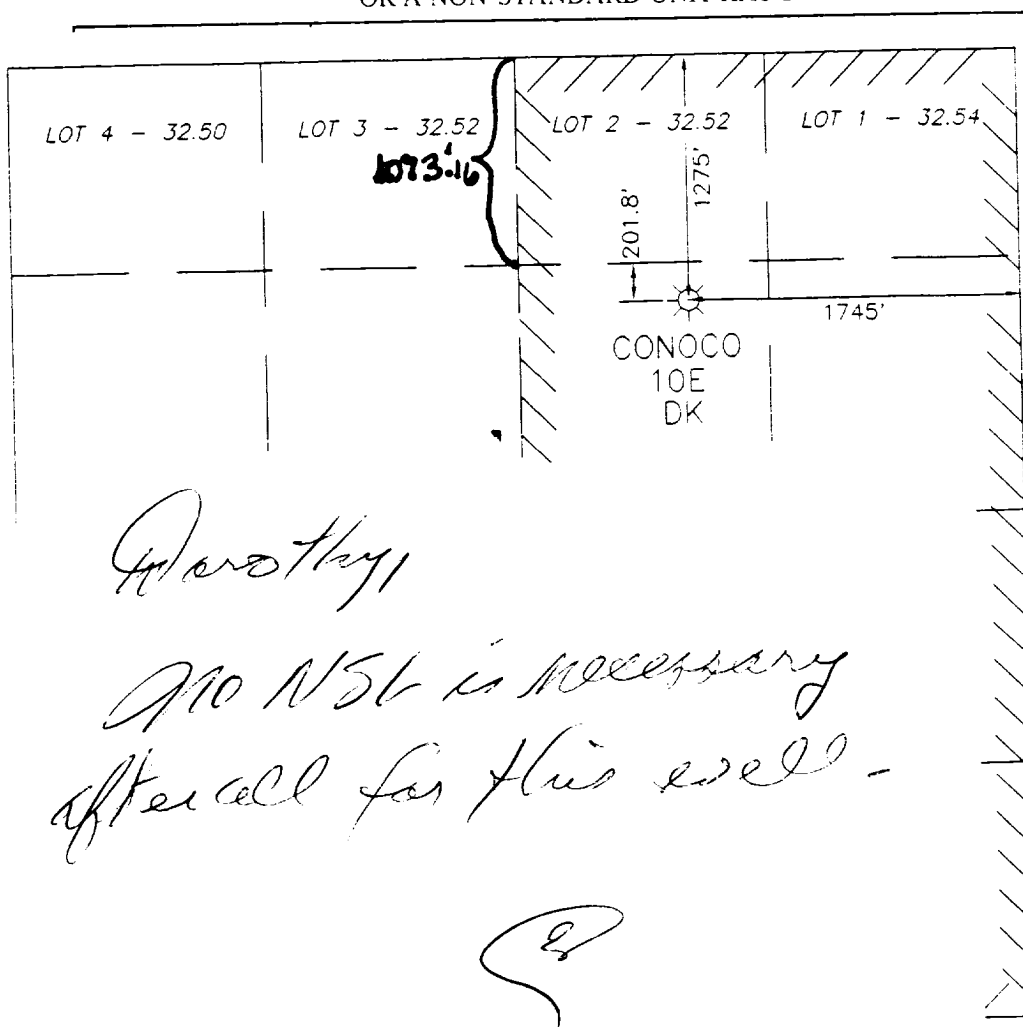 OR A NON-STANDARD UNIT HAS
LOT 4 - 32.50
LOT 3 - 32.52
LOT 2 - 32.52
LOT 1 - 32.54
1073.16
1275'
201.8'
1745'
CONOCO
10E
DK
Dorothy,
No NSL is necessary
after all for this well -